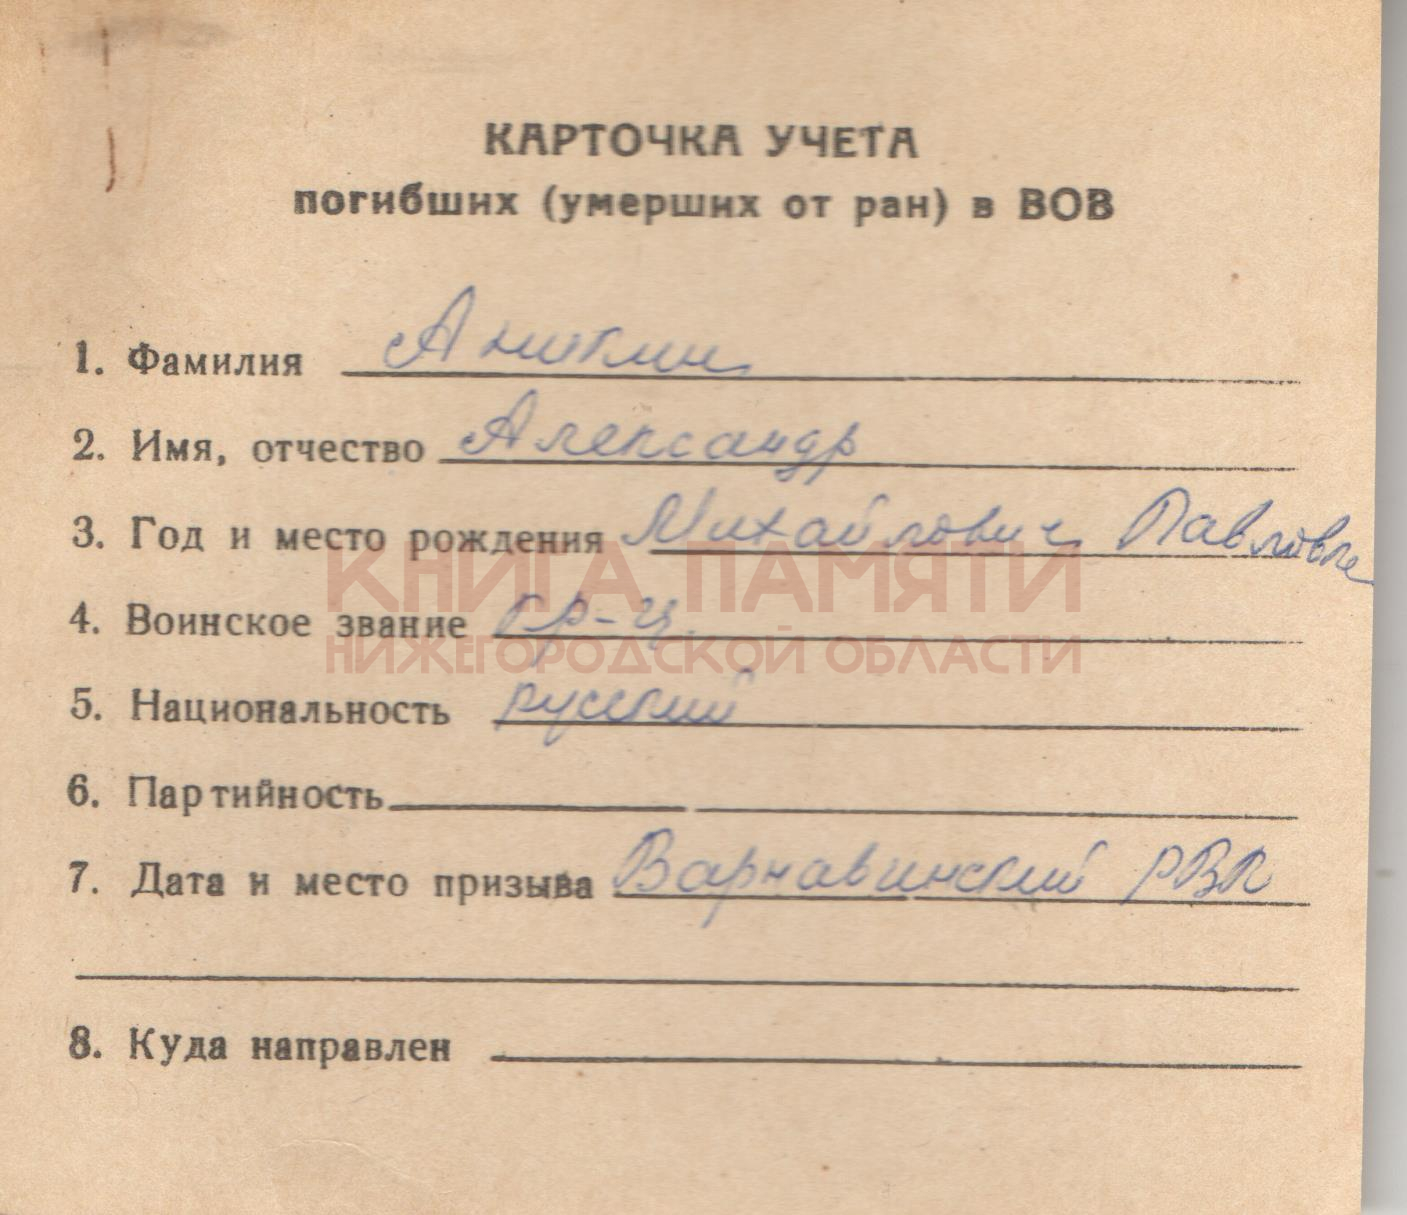 КАРТОЧКА УЧЕТА
погибших (умерших от ран) в ВОВ
1. Фамилия Аникин
2. Имя, отчество Александр
3. Год и место рождения Михайлович
КНИГА ПАМЯТИ
4. Воинское звание кр-ц
НИЖЕГОРОДСКОЙ ОБЛАСТИ
5. Национальность русский
6. Партийность
7. Дата и место призыва Варнавинский РВК
8. Куда направлен